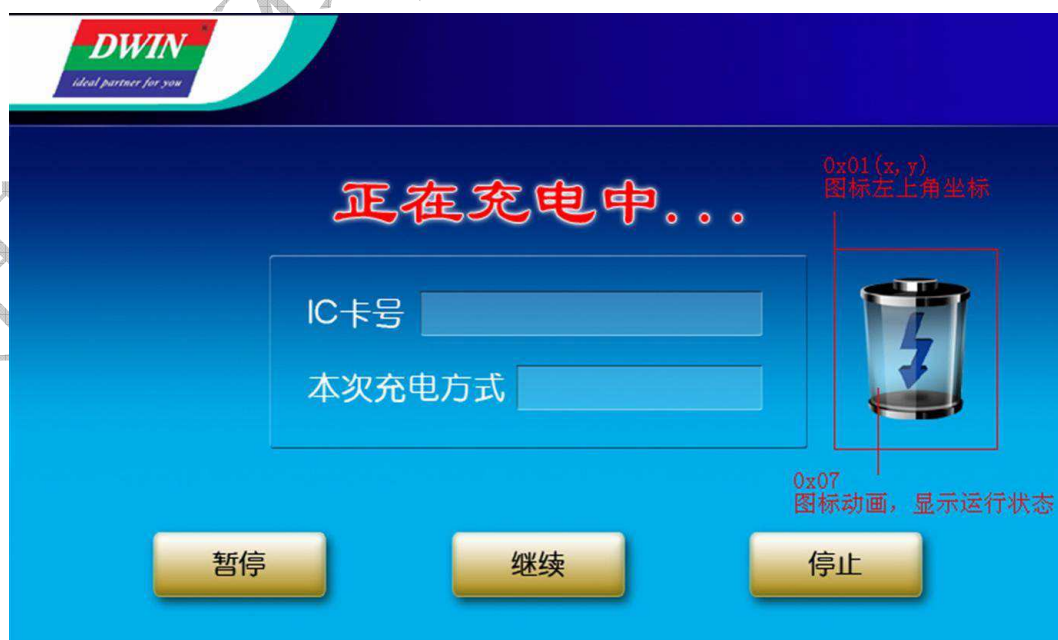 DWIN
ideal partner for you
0x01(x, y)
图标左上角坐标
正在充电中...
IC卡号
本次充电方式
0x07
图标动画，显示运行状态
暂停
继续
停止